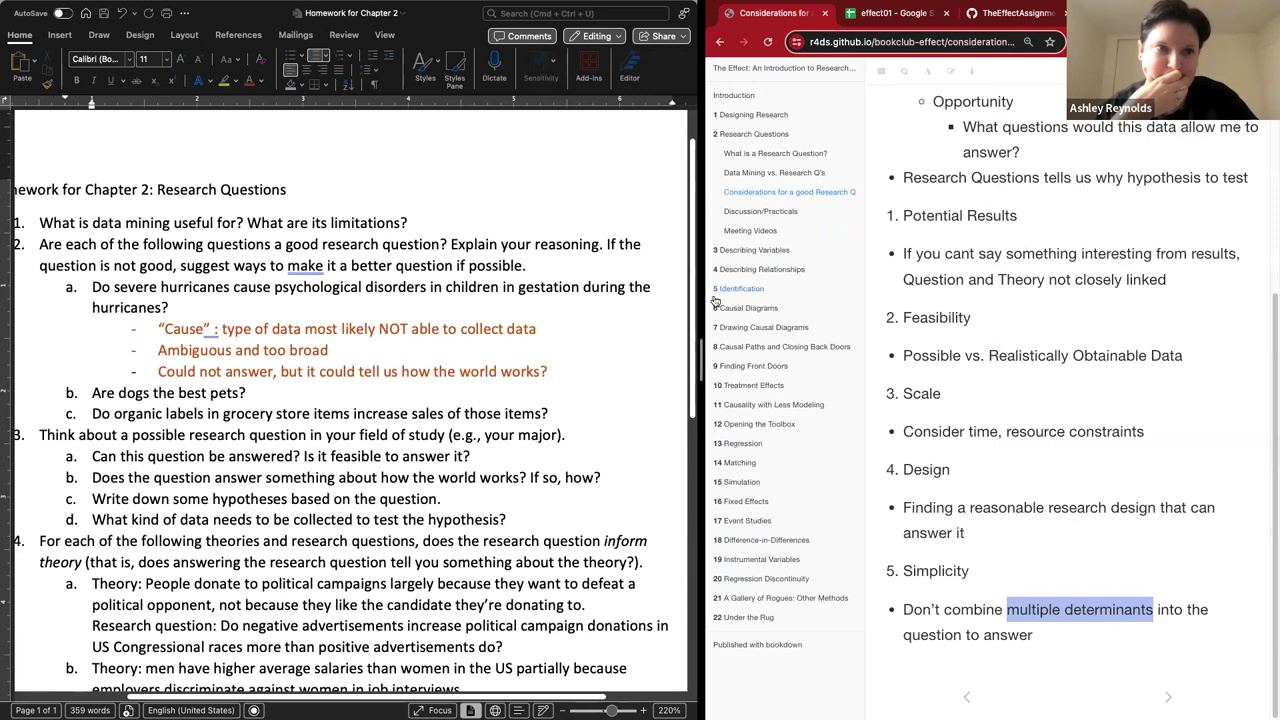 AutoSave
Homework for Chapter 2
Search (Cmd + Ctrl + U)
Home Insert Draw Design Layout References Mailings Review
Comments Editing Share
Paste
Calibri (Bo... 11
Paragraph
Styles
Styles Pane
Dictate
Sensitivity
Add-ins
Editor
3 4 5 6
mework for Chapter 2: Research Questions
1. What is data mining useful for? What are its limitations?
2. Are each of the following questions a good research question? Explain your reasoning. If the
question is not good, suggest ways to make it a better question if possible.
a. Do severe hurricanes cause psychological disorders in children in gestation during the
hurricanes?
- “Cause” : type of data most likely NOT able to collect data
- Ambiguous and too broad
- Could not answer, but it could tell us how the world works?
b. Are dogs the best pets?
c. Do organic labels in grocery store items increase sales of those items?
3. Think about a possible research question in your field of study (e.g., your major).
a. Can this question be answered? Is it feasible to answer it?
b. Does the question answer something about how the world works? If so, how?
c. Write down some hypotheses based on the question.
d. What kind of data needs to be collected to test the hypothesis?
4. For each of the following theories and research questions, does the research question inform
theory (that is, does answering the research question tell you something about the theory?).
a. Theory: People donate to political campaigns largely because they want to defeat a
political opponent, not because they like the candidate they’re donating to.
Research question: Do negative advertisements increase political campaign donations in
Congressional races more than positive advertisements do?
b. Theory: men have higher average salaries than women in the US partially because
employers discriminate against women in job interviews
Page 1 of 1 359 words English (United States) Focus 220%
Considerations for effect01 - Google S TheEffectAssignme
r4ds.github.io/bookclub-effect/consideration...
The Effect: An Introduction to Research...
Introduction
1 Designing Research
2 Research Questions
What is a Research Question?
Data Mining vs. Research Q's
Considerations for a good Research Q
Discussion/Practicals
Meeting Videos
3 Describing Variables
4 Describing Relationships
5 Identification
6 Causal Diagrams
7 Drawing Causal Diagrams
8 Causal Paths and Closing Back Doors
9 Finding Front Doors
10 Treatment Effects
11 Causality with Less Modeling
12 Opening the Toolbox
13 Regression
14 Matching
15 Simulation
16 Fixed Effects
17 Event Studies
18 Difference-in-Differences
19 Instrumental Variables
20 Regression Discontinuity
21 A Gallery of Rogues: Other Methods
22 Under the Rug
Published with bookdown
Ashley Reynolds
Opportunity
What questions would this data allow me to
answer?
Research Questions tells us why hypothesis to test
1. Potential Results
If you cant say something interesting from results,
Question and Theory not closely linked
2. Feasibility
Possible vs. Realistically Obtainable Data
3. Scale
Consider time, resource constraints
4. Design
Finding a reasonable research design that can
answer it
5. Simplicity
Don’t combine multiple determinants into the
question to answer